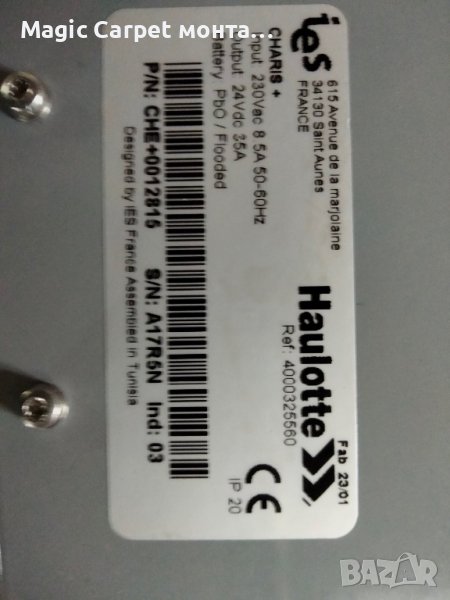 Magic Carpet монта...
ies
615 Avenue de la marjolaine
34130 Saint Aunes
FRANCE
CHARIS +
Input 230Vac 8 5A 50-60Hz
Output 24Vdc 35A
Battery PbO / Flooded
P/N: CHE+0012815 S/N: A17R5N Ind: 03
Designed by IES France Assembled in Tunisia
Haulotte
Ref: 4000325560
Fab 23/01
CE
IP 20
BAZAR